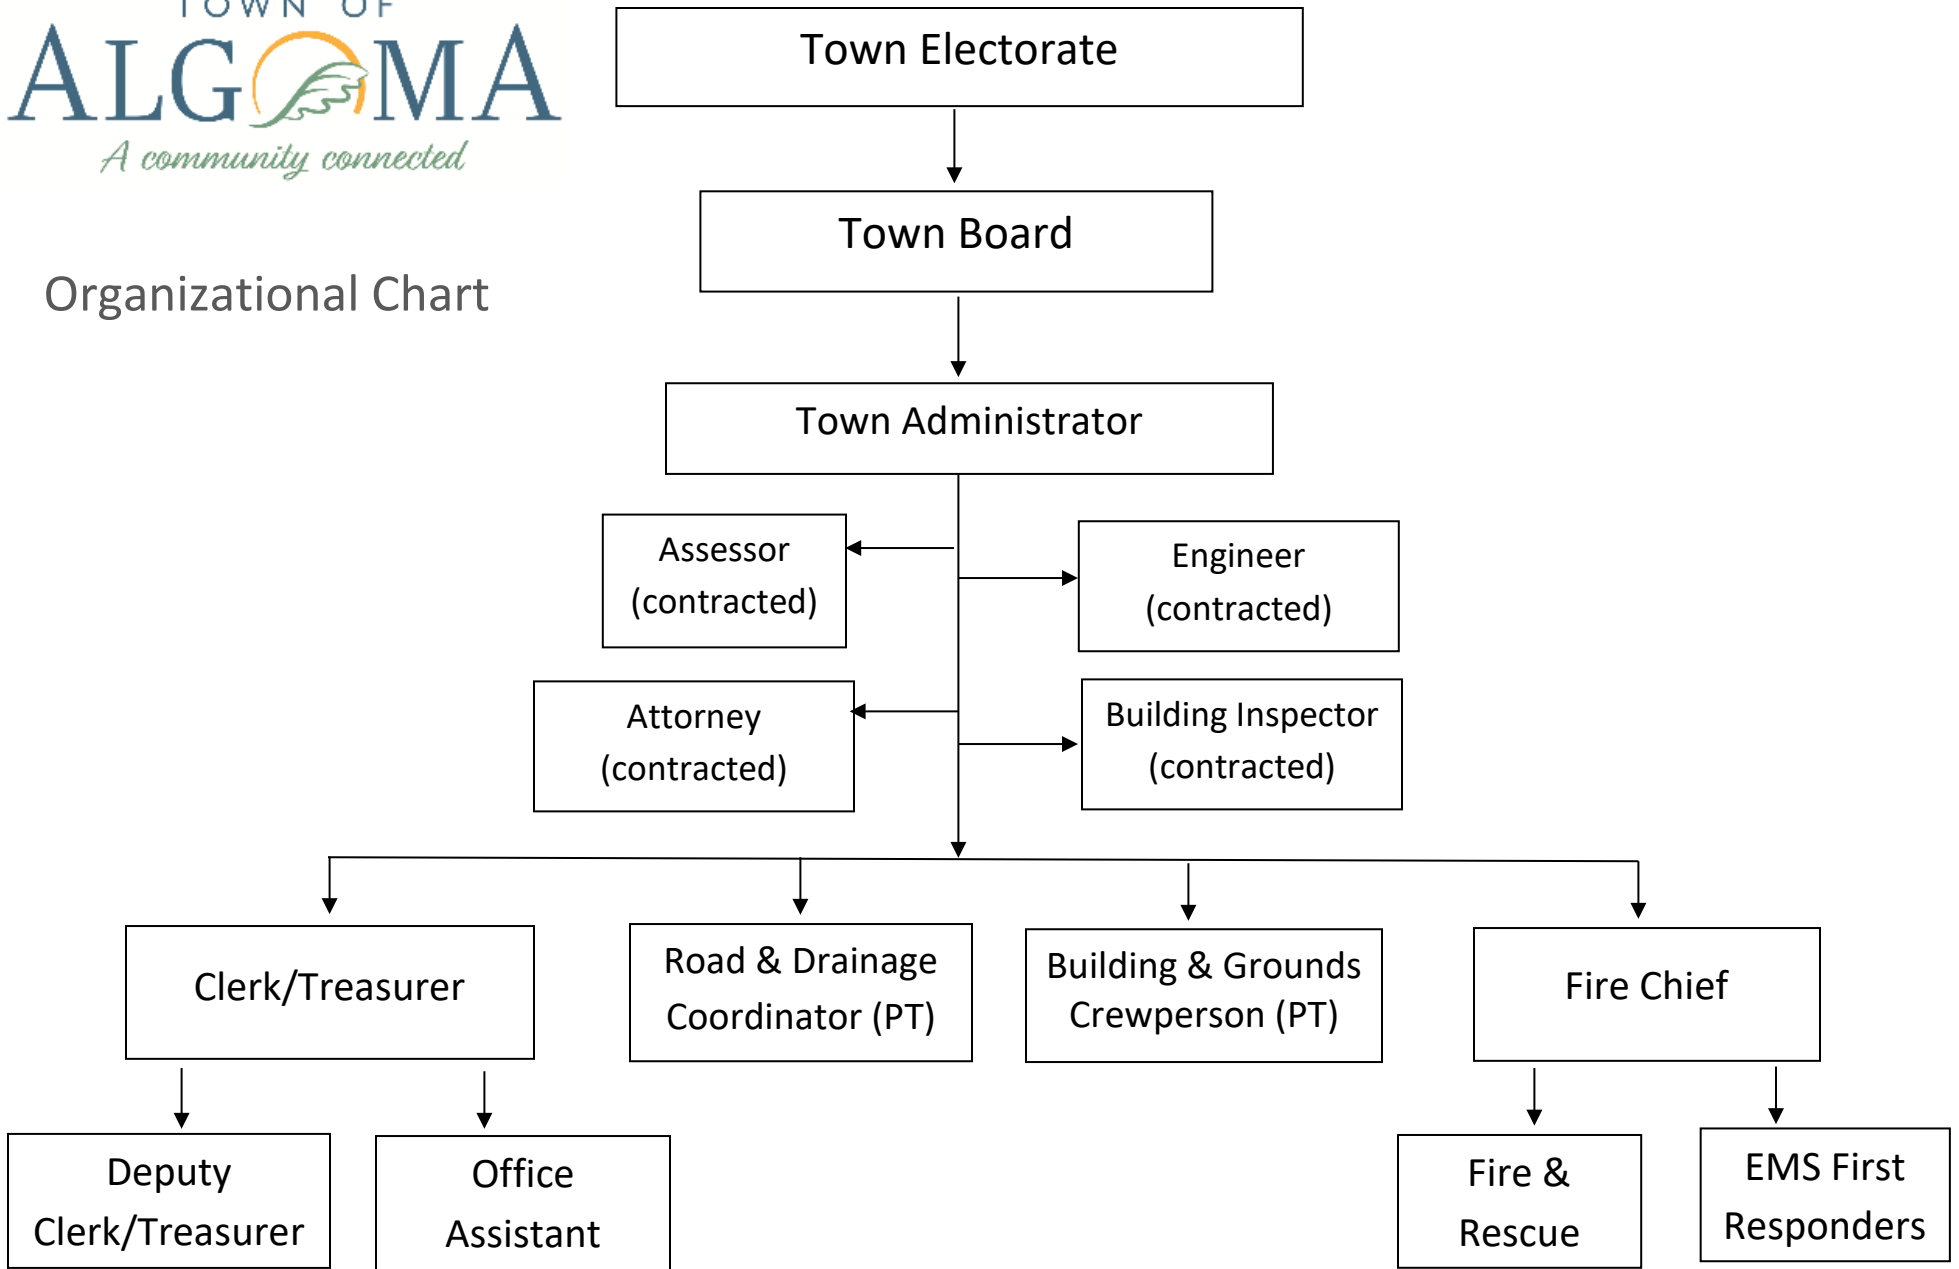 TOWN OF
ALGOMA
A community connected
Organizational Chart
Town Electorate
Town Board
Town Administrator
Assessor
(contracted)
Engineer
(contracted)
Attorney
(contracted)
Building Inspector
(contracted)
Clerk/Treasurer
Road & Drainage
Coordinator (PT)
Building & Grounds
Crewperson (PT)
Fire Chief
Deputy
Clerk/Treasurer
Office
Assistant
Fire &
Rescue
EMS First
Responders